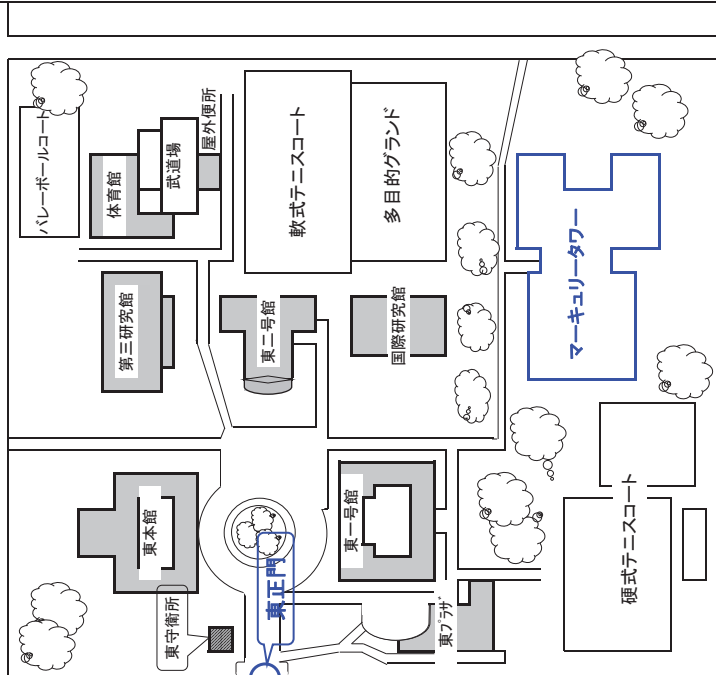 バレーボールコート
体育館
武道場
屋外便所
軟式テニスコート
多目的グランド
マーキュリータワー
第三研究館
東二号館
国際研究館
東本館
東一号館
硬式テニスコート
東正門
東守衛所
東プラザ